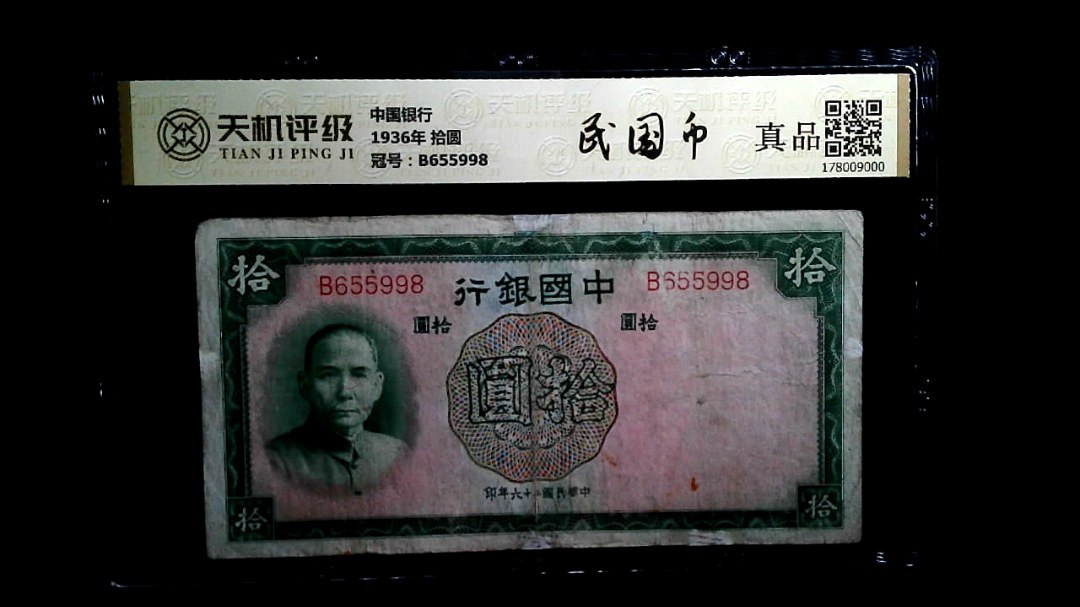 天机评级
TIAN JI PING JI
中国银行
1936年 拾圆
冠号：B655998
民国币
真品
178009000
拾
拾
B655998
行銀國中
B655998
圓拾
圓拾
圓拾
印年六十二國民華中
拾
拾